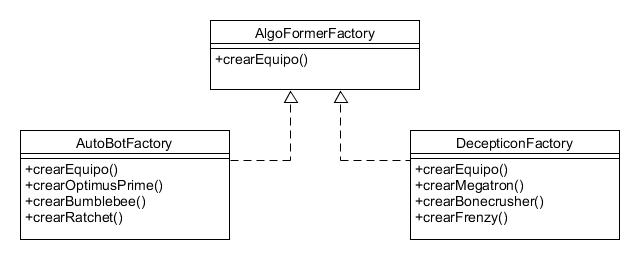 AlgoFormerFactory
+crearEquipo()
AutoBotFactory
+crearEquipo()
+crearOptimusPrime()
+crearBumblebee()
+crearRatchet()
DecepticonFactory
+crearEquipo()
+crearMegatron()
+crearBonecrusher()
+crearFrenzy()